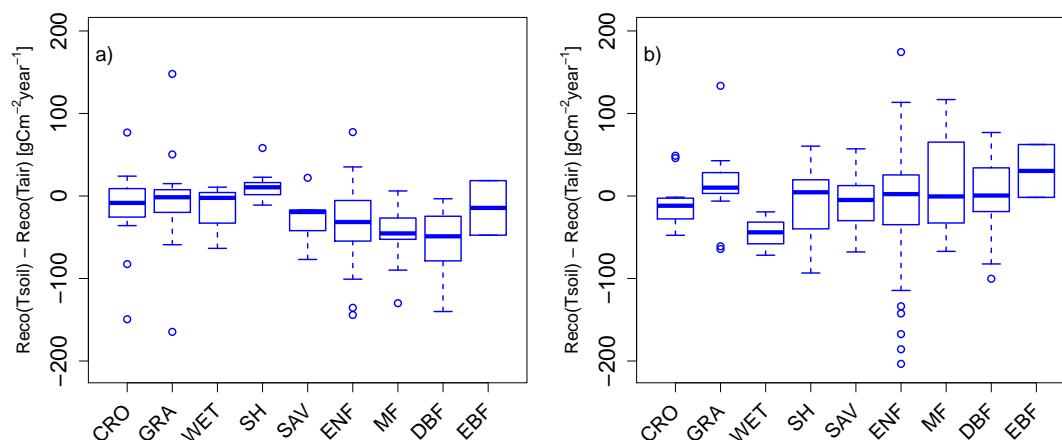 a)
Reco(Tsoil) − Reco(Tair) [gCm−2year−1]
200
100
0
−100
−200
CRO
GRA
WET
SH
SAV
ENF
MF
DBF
EBF
b)
Reco(Tsoil) − Reco(Tair) [gCm−2year−1]
200
100
0
−100
−200
CRO
GRA
WET
SH
SAV
ENF
MF
DBF
EBF